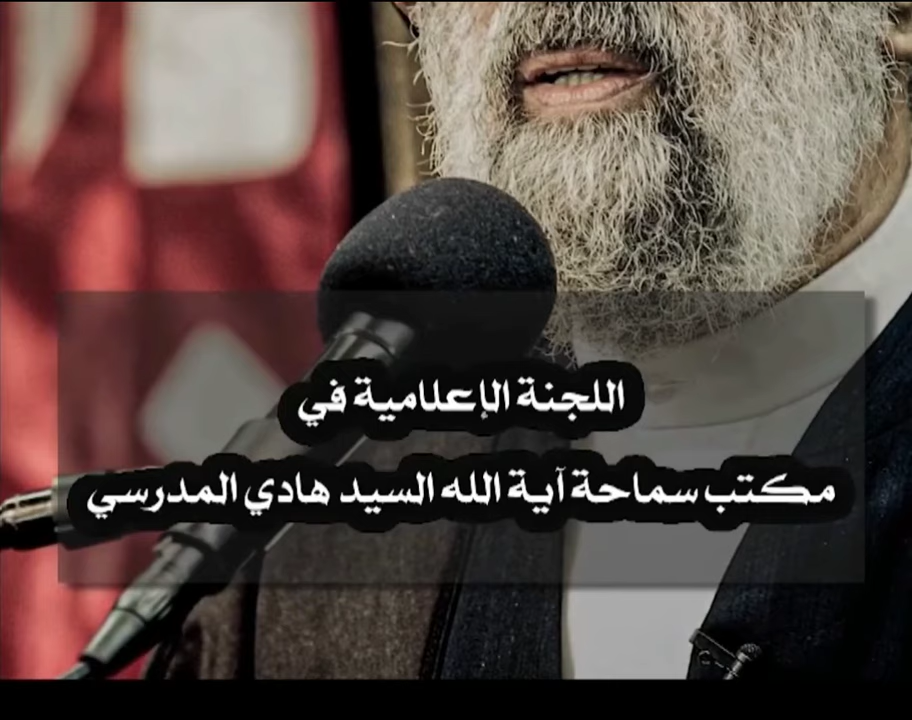 اللجنة الإعلامية في
مكتب سماحة آية الله السيد هادي المدرسي